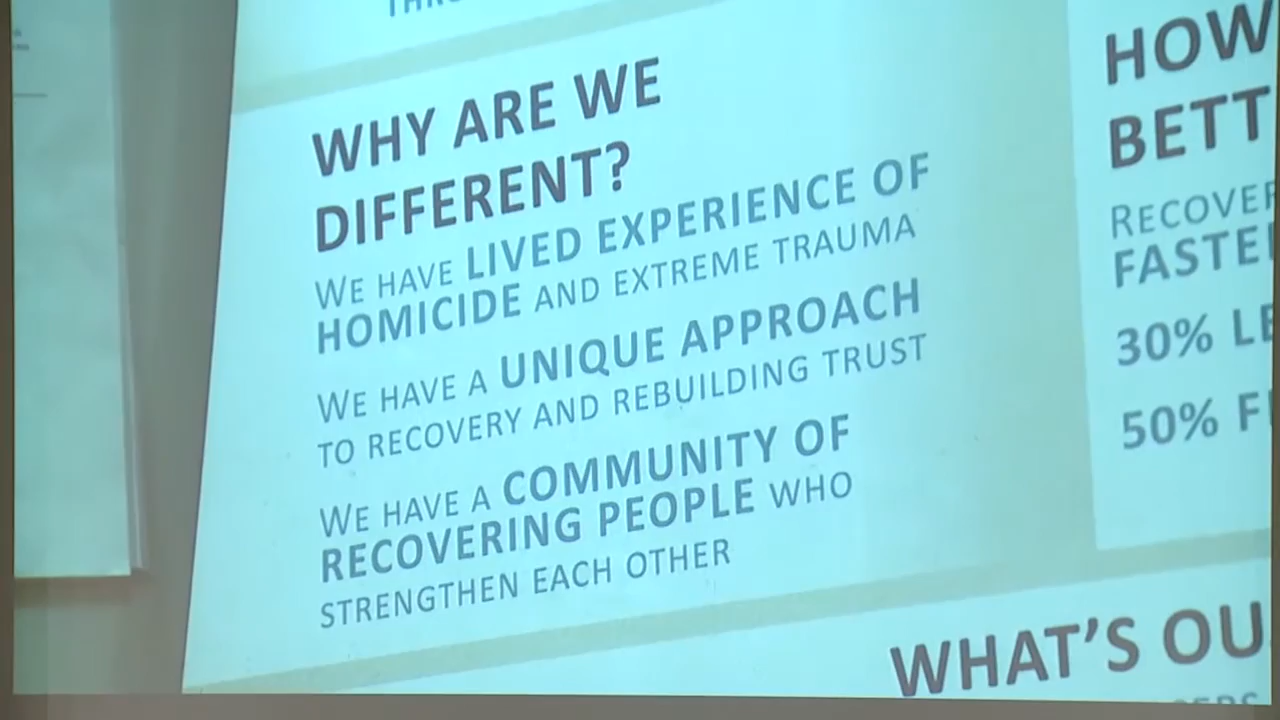 WHY ARE WE
DIFFERENT?
WE HAVE LIVED EXPERIENCE OF
HOMICIDE AND EXTREME TRAUMA
WE HAVE A UNIQUE APPROACH
TO RECOVERY AND REBUILDING TRUST
WE HAVE A COMMUNITY OF
RECOVERING PEOPLE WHO
STRENGTHEN EACH OTHER
HOW
BETT
RECOVER
FASTE
30% LE
50% F
WHAT'S OU